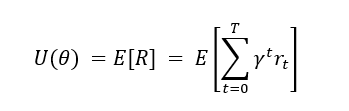 U(θ) = E[R] = E[∑_{t=0}^{T} γ^t r_t]